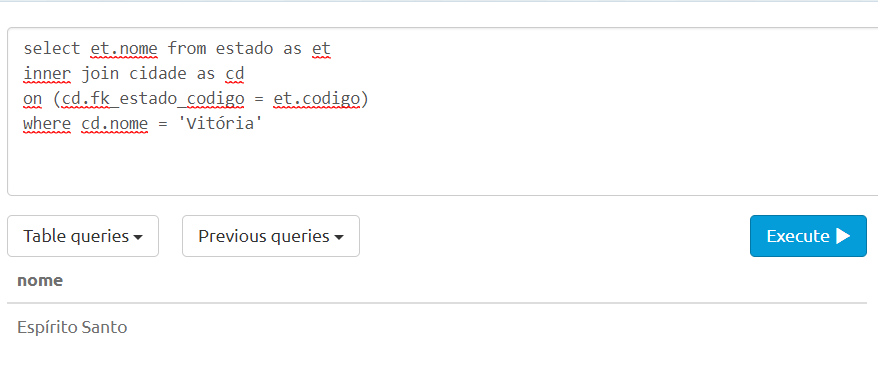 select et.nome from estado as et
inner join cidade as cd
on (cd.fk_estado_codigo = et.codigo)
where cd.nome = 'Vitória'
Table queries
Previous queries
Execute
nome
Espírito Santo